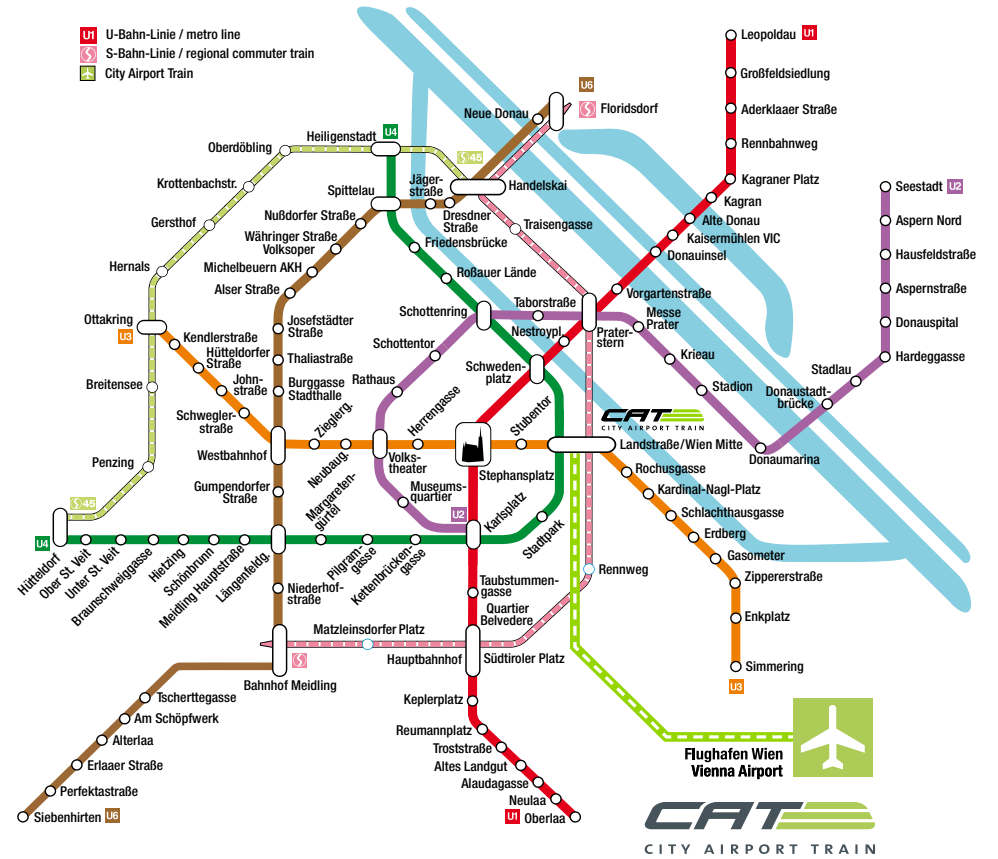 U1 U-Bahn-Linie / metro line
S-Bahn-Linie / regional commuter train
City Airport Train
Leopoldau U1
Großfeldsiedlung
Aderklaaer Straße
Rennbahnweg
Kagraner Platz
Kagran
Alte Donau
Kaisermühlen VIC
Donauinsel
Vorgartenstraße
U6
Neue Donau
S Floridsdorf
U4
Heiligenstadt
Oberdöbling
S 45
Handelskai
Krottenbachstr.
Spittelau
Jäger-
straße
Dresdner
Straße
Traisengasse
Gersthof
Nußdorfer Straße
Währinger Straße
Volksoper
Michelbeuern AKH
Alser Straße
Friedensbrücke
Roßauer Lände
Hernals
Ottakring
U3
Kendlerstraße
Hütteldorfer
Straße
John-
straße
Schwegler-
straße
Breitensee
Penzing
S 45
Josefstädter
Straße
Thaliastraße
Burggasse
Stadthalle
Westbahnhof
Gumpendorfer
Straße
Schottenring
Taborstraße
Schottentor
Nestroypl.
Prater-
stern
Messe
Prater
Krieau
Stadion
Schweden-
platz
Rathaus
Herrengasse
Zieglerg.
Neubaug.
Volks-
theater
Stubentor
CAT
CITY AIRPORT TRAIN
Landstraße/Wien Mitte
Stephansplatz
Museums-
quartier
U2
Karlsplatz
Stadtpark
Seestadt U2
Aspern Nord
Hausfeldstraße
Aspernstraße
Donauspital
Hardeggasse
Stadlau
Donaustadt-
brücke
Donaumarina
Rochusgasse
Kardinal-Nagl-Platz
Schlachthausgasse
Erdberg
Gasometer
Zippererstraße
Enkplatz
Simmering
U3
U4
Hütteldorf
Ober St. Veit
Unter St. Veit
Braunschweiggasse
Hietzing
Schönbrunn
Meidling Hauptstraße
Längenfeldg.
Margareten-
gürtel
Pilgram-
gasse
Kettenbrücken-
gasse
Niederhof-
straße
Taubstummen-
gasse
Quartier
Belvedere
Rennweg
Matzleinsdorfer Platz
Hauptbahnhof
Südtiroler Platz
S
Bahnhof Meidling
Tscherttegasse
Am Schöpfwerk
Alterlaa
Erlaaer Straße
Perfektastraße
Siebenhirten U6
Keplerplatz
Reumannplatz
Troststraße
Altes Landgut
Alaudagasse
Neulaa
U1 Oberlaa
Flughafen Wien
Vienna Airport
CAT
CITY AIRPORT TRAIN